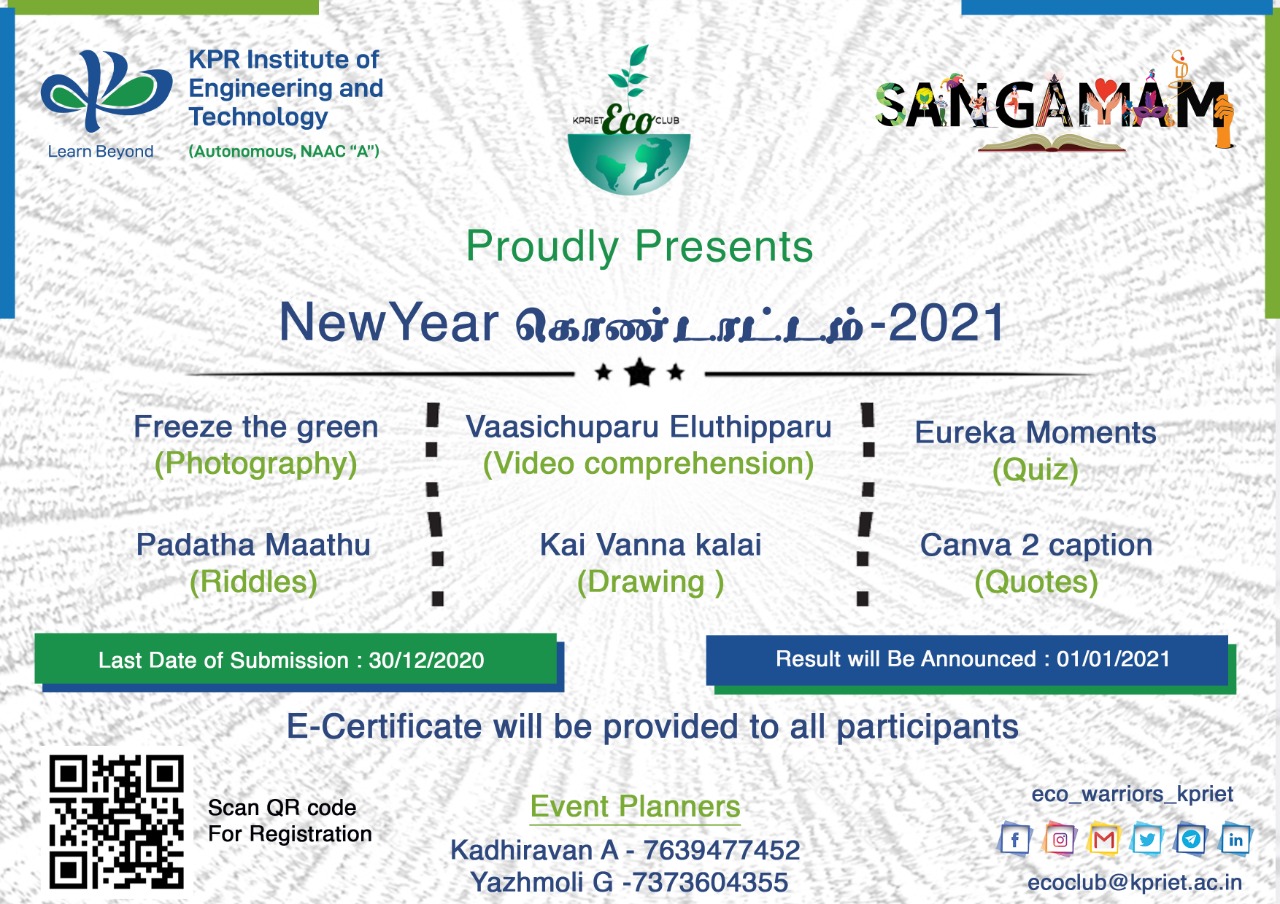 KPR Institute of
Engineering and
Technology
Learn Beyond
(Autonomous, NAAC "A")
KPRIET Eco CLUB
SANGAMAM
Proudly Presents
NewYear கொண்டாட்டம்-2021
Freeze the green
(Photography)
Vaasichuparu Eluthipparu
(Video comprehension)
Eureka Moments
(Quiz)
Padatha Maathu
(Riddles)
Kai Vanna kalai
(Drawing )
Canva 2 caption
(Quotes)
Last Date of Submission : 30/12/2020
Result will Be Announced : 01/01/2021
E-Certificate will be provided to all participants
Scan QR code
For Registration
Event Planners
Kadhiravan A - 7639477452
Yazhmoli G -7373604355
eco_warriors_kpriet
ecoclub@kpriet.ac.in